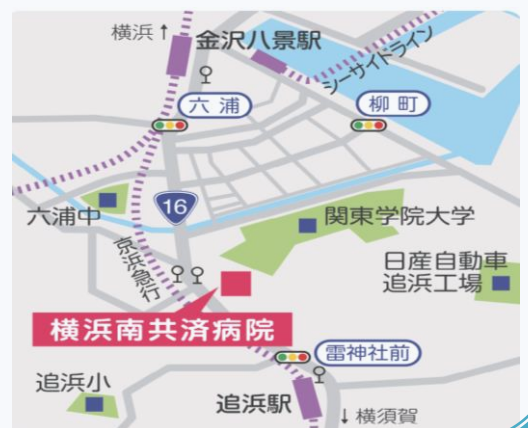 横浜↑
金沢八景駅
シーサイドライン
六浦
柳町
16
六浦中
関東学院大学
京浜急行
日産自動車
追浜工場
横浜南共済病院
雷神社前
追浜小
追浜駅
↓横須賀